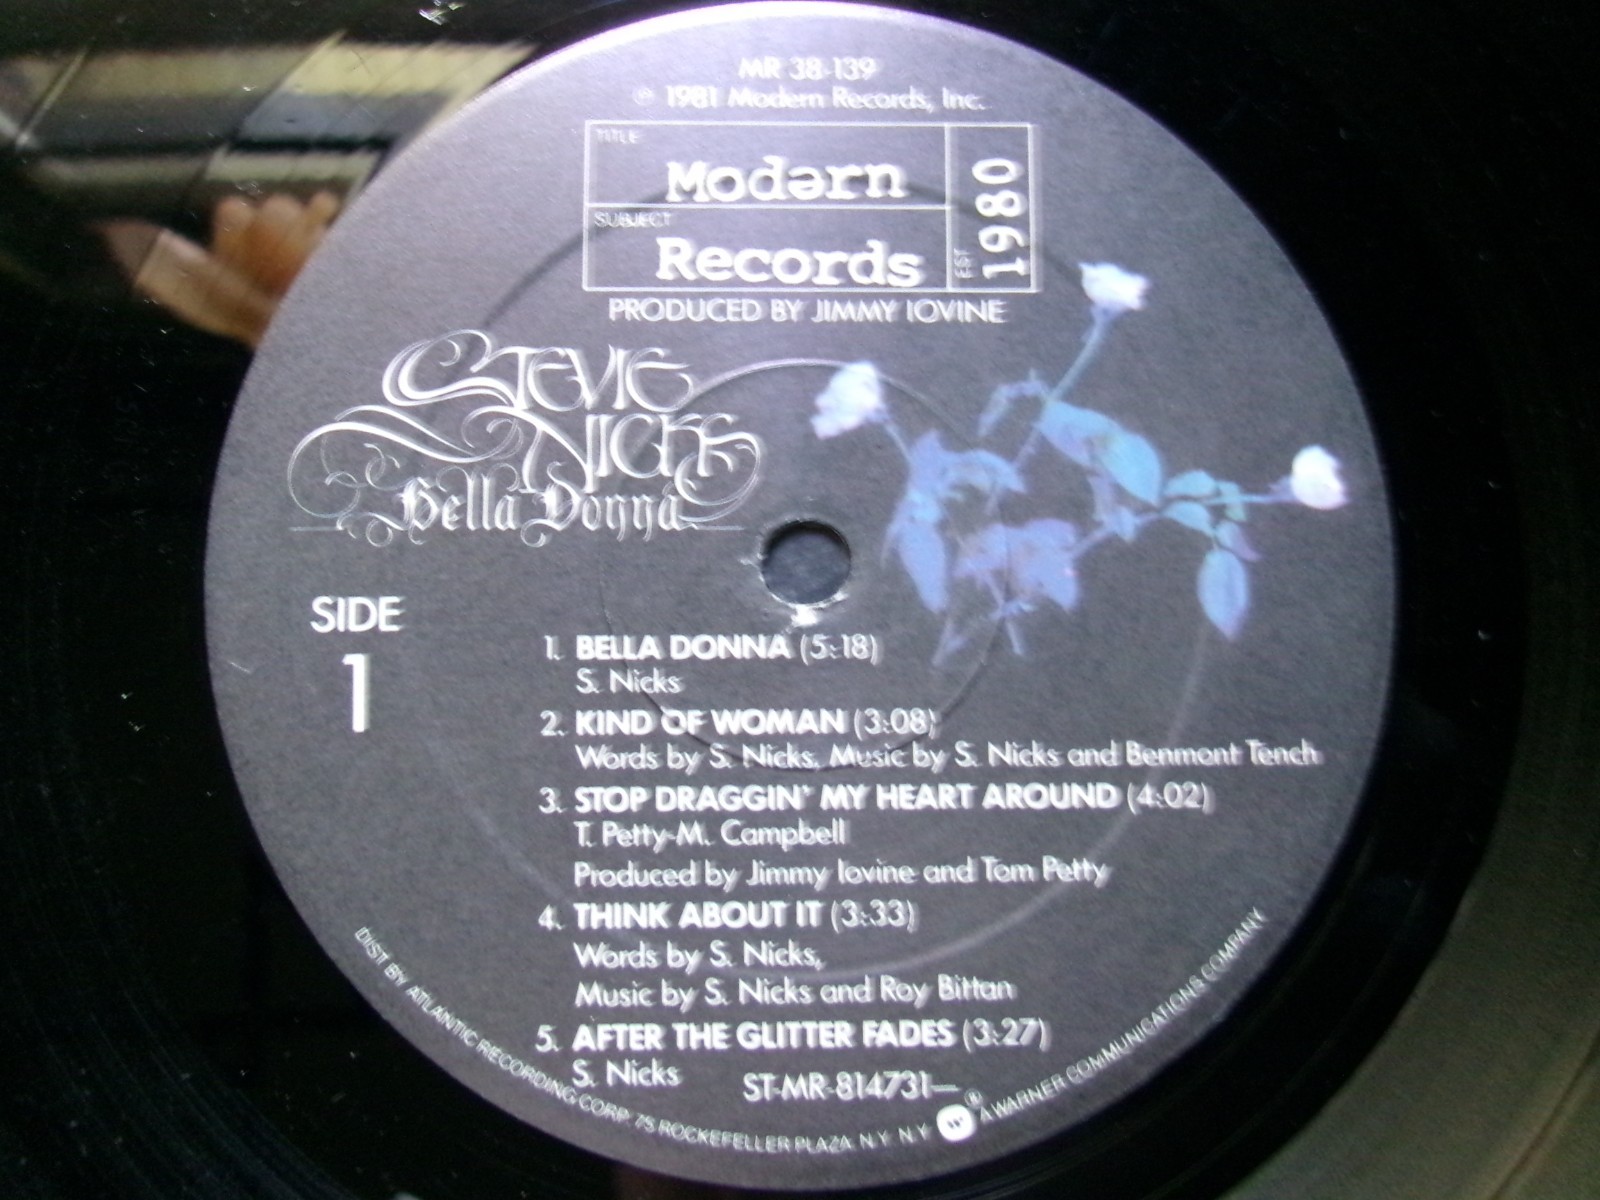 MR 38-139
℗ 1981 Modern Records, Inc.
TITLE
Modərn
SUBJECT
Records
EST
1980
PRODUCED BY JIMMY IOVINE
STEVIE
NICKS
Bella Donna
SIDE
1
1. BELLA DONNA (5:18)
S. Nicks
2. KIND OF WOMAN (3:08)
Words by S. Nicks. Music by S. Nicks and Benmont Tench
3. STOP DRAGGIN' MY HEART AROUND (4:02)
T. Petty-M. Campbell
Produced by Jimmy Iovine and Tom Petty
4. THINK ABOUT IT (3:33)
Words by S. Nicks,
Music by S. Nicks and Roy Bittan
5. AFTER THE GLITTER FADES (3:27)
S. Nicks
ST-MR-814731—
DIST BY ATLANTIC RECORDING CORP. 75 ROCKEFELLER PLAZA N.Y. N.Y. W ® A WARNER COMMUNICATIONS COMPANY